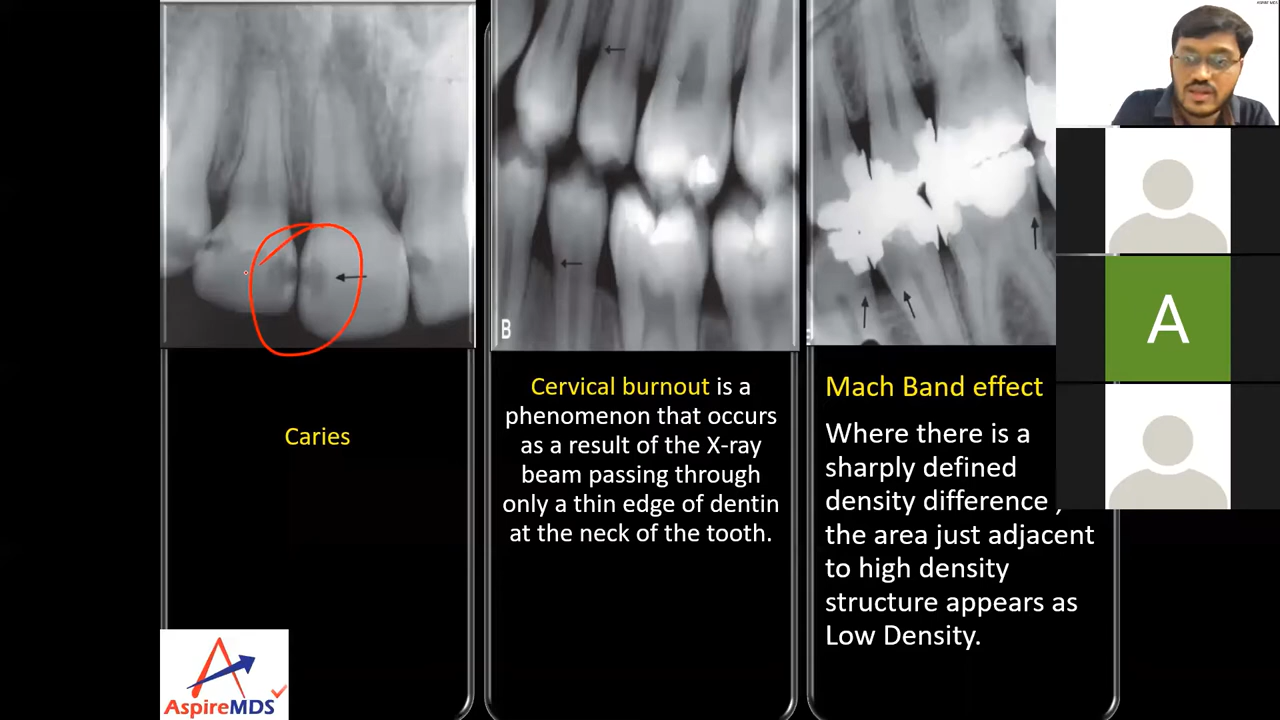 B
Caries
Cervical burnout is a
phenomenon that occurs
as a result of the X-ray
beam passing through
only a thin edge of dentin
at the neck of the tooth.
Mach Band effect
Where there is a
sharply defined
density difference ,
the area just adjacent
to high density
structure appears as
Low Density.
A
AspireMDS